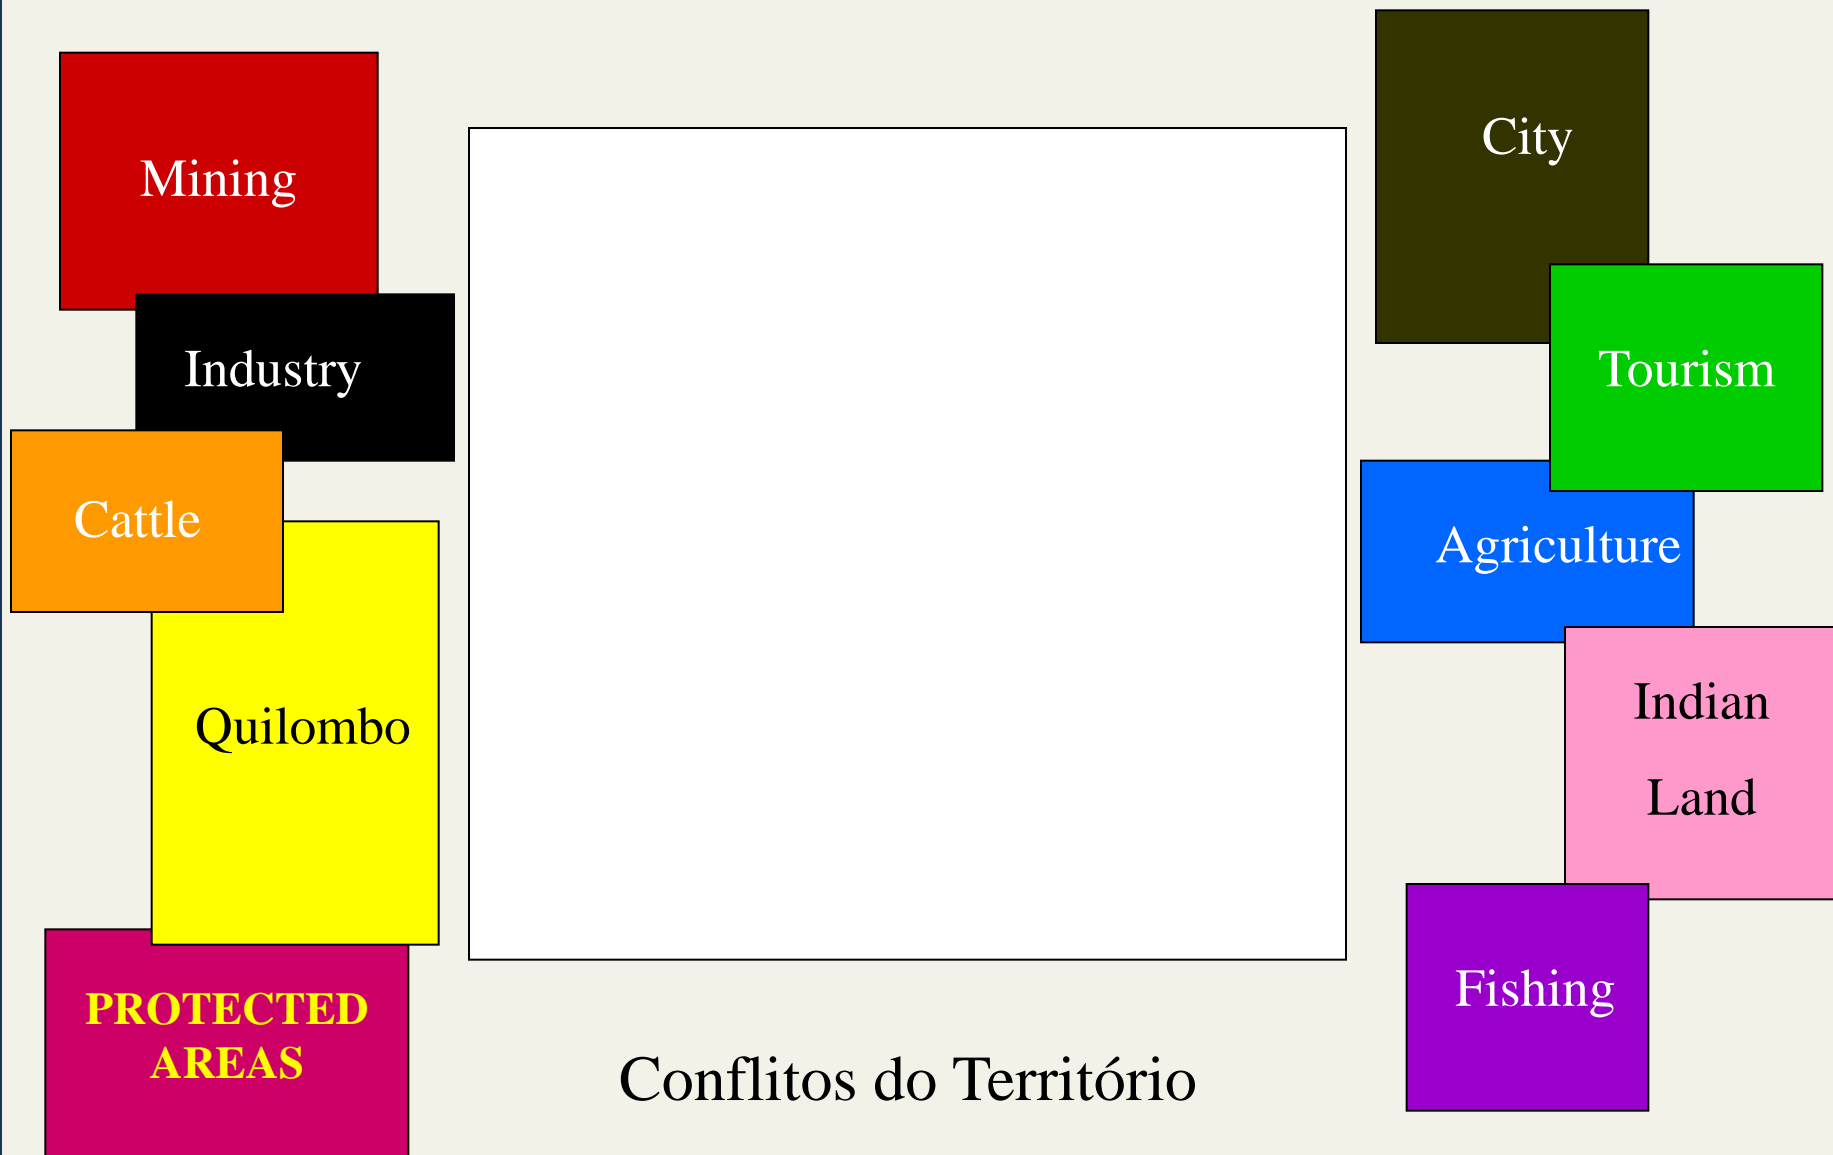 Mining
Industry
Cattle
Quilombo
PROTECTED
AREAS
City
Tourism
Agriculture
Indian
Land
Fishing
Conflitos do Território